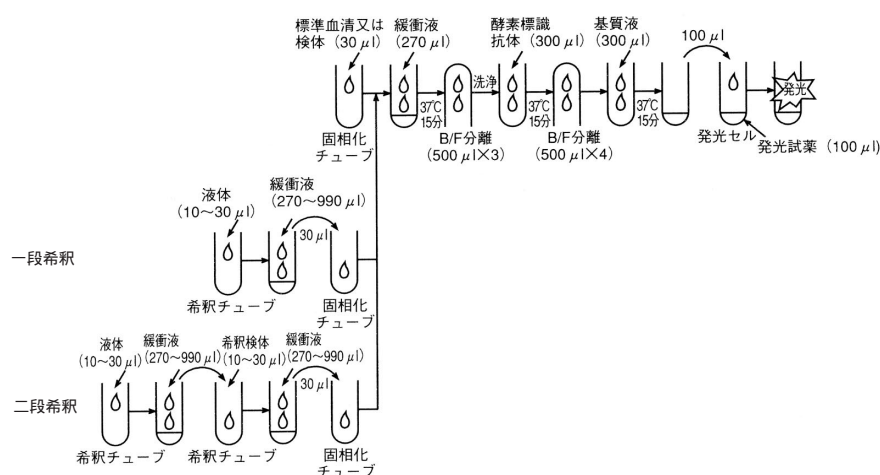 標準血清又は
検体（30 μl）
緩衝液
（270 μl）
酵素標識
抗体（300 μl）
基質液
（300 μl）
100 μl
洗浄
発光
37℃
15分
37℃
15分
37℃
15分
固相化
チューブ
B/F分離
（500 μl×3）
B/F分離
（500 μl×4）
発光セル
発光試薬（100 μl）
液体
（10〜30 μl）
緩衝液
（270〜990 μl）
30 μl
一段希釈
希釈チューブ
固相化
チューブ
液体
（10〜30 μl）
緩衝液
（270〜990 μl）
希釈検体
（10〜30 μl）
緩衝液
（270〜990 μl）
30 μl
二段希釈
希釈チューブ
希釈チューブ
固相化
チューブ